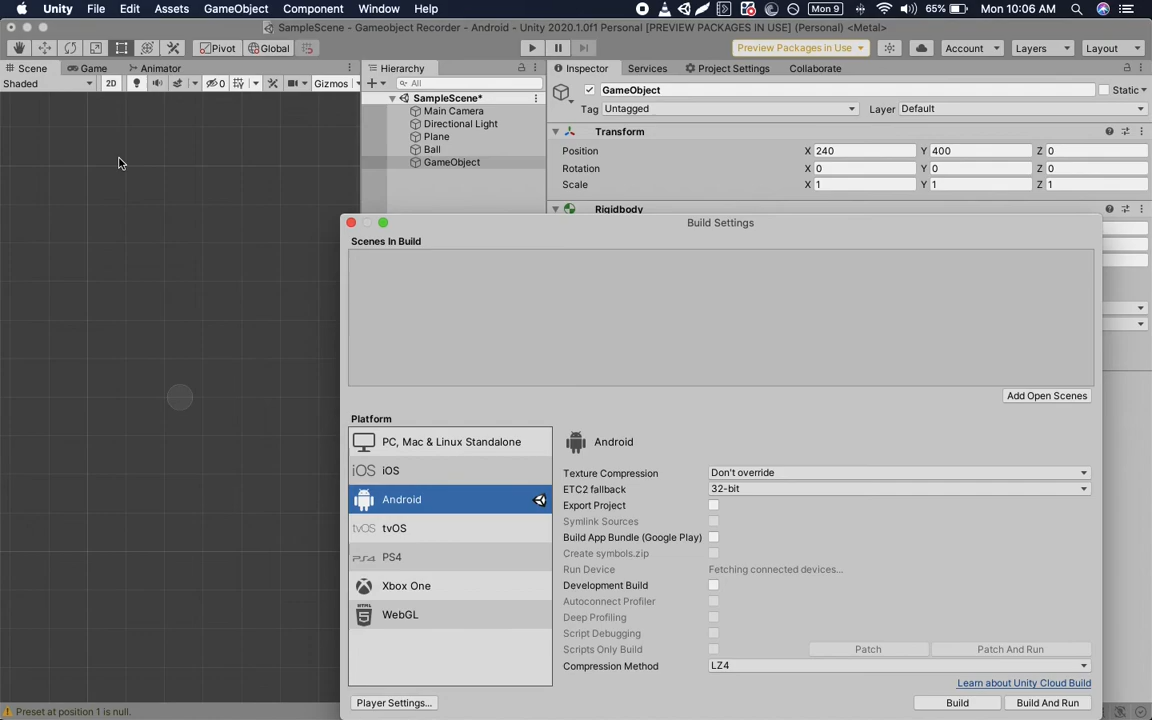 Unity File Edit Assets GameObject Component Window Help Mon 9 65% Mon 10:06 AM
SampleScene - Gameobject Recorder - Android - Unity 2020.1.0f1 Personal [PREVIEW PACKAGES IN USE] (Personal) <Metal>
Pivot Global Preview Packages in Use Account Layers Layout
Scene Game Animator Hierarchy Inspector Services Project Settings Collaborate
Shaded 2D 0 Gizmos All GameObject Static
SampleScene*
Main Camera
Directional Light
Plane
Ball
GameObject
Tag Untagged Layer Default
Transform
Position X 240 Y 400 Z 0
Rotation X 0 Y 0 Z 0
Scale X 1 Y 1 Z 1
Rigidbody
Build Settings
Scenes In Build
Add Open Scenes
Platform
PC, Mac & Linux Standalone
iOS iOS
Android
tvOS tvOS
PS4 PS4
Xbox One
HTML 5 WebGL
Android
Texture Compression Don't override
ETC2 fallback 32-bit
Export Project
Symlink Sources
Build App Bundle (Google Play)
Create symbols.zip
Run Device Fetching connected devices...
Development Build
Autoconnect Profiler
Deep Profiling
Script Debugging
Scripts Only Build Patch Patch And Run
Compression Method LZ4
Learn about Unity Cloud Build
Player Settings... Build Build And Run
Preset at position 1 is null.